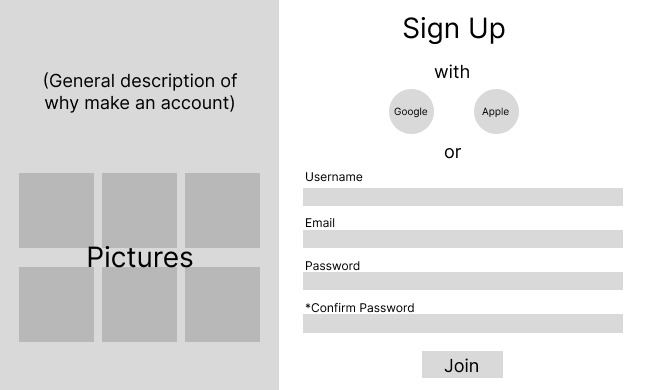 (General description of
why make an account)
Pictures
Sign Up
with
Google
Apple
or
Username
Email
Password
*Confirm Password
Join